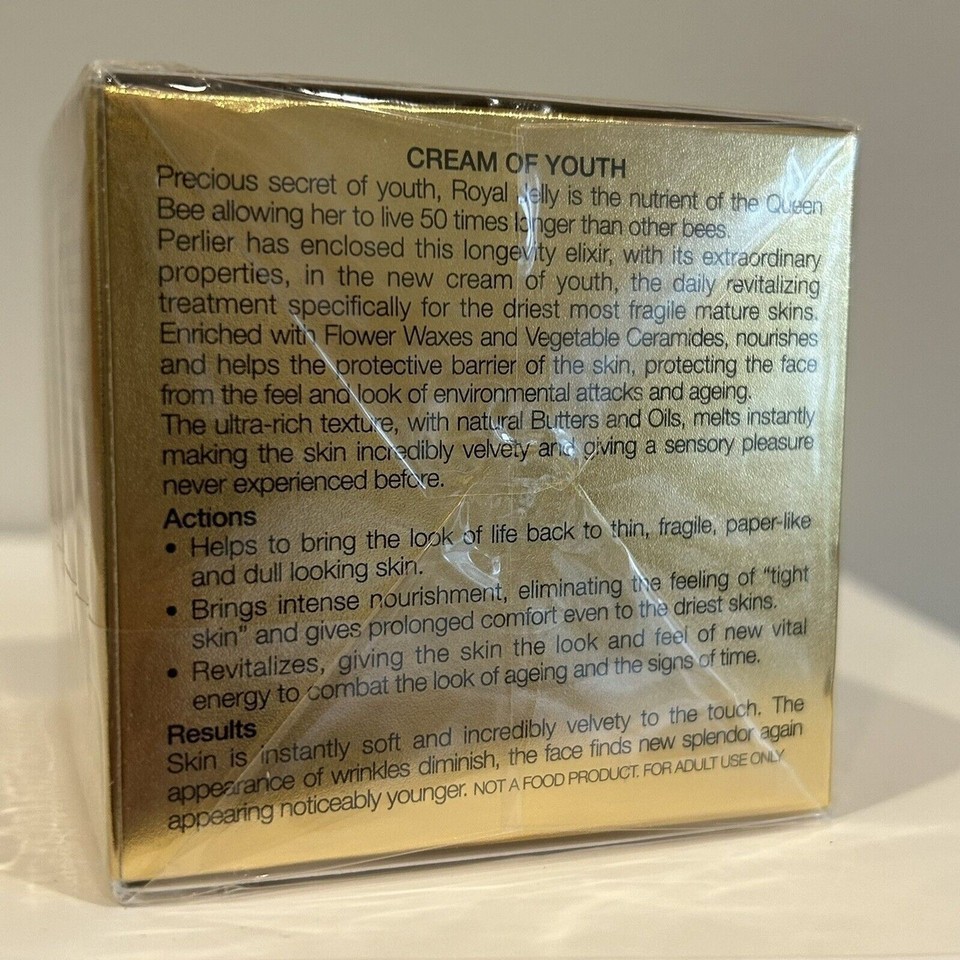 CREAM OF YOUTH
Precious secret of youth, Royal Jelly is the nutrient of the Queen
Bee allowing her to live 50 times longer than other bees.
Perlier has enclosed this longevity elixir, with its extraordinary
properties, in the new cream of youth, the daily revitalizing
treatment specifically for the driest most fragile mature skins.
Enriched with Flower Waxes and Vegetable Ceramides, nourishes
and helps the protective barrier of the skin, protecting the face
from the feel and look of environmental attacks and ageing.
The ultra-rich texture, with natural Butters and Oils, melts instantly
making the skin incredibly velvety and giving a sensory pleasure
never experienced before.
Actions
• Helps to bring the look of life back to thin, fragile, paper-like
and dull looking skin.
• Brings intense nourishment, eliminating the feeling of "tight
skin" and gives prolonged comfort even to the driest skins.
• Revitalizes, giving the skin the look and feel of new vital
energy to combat the look of ageing and the signs of time.
Results
Skin is instantly soft and incredibly velvety to the touch. The
appearance of wrinkles diminish, the face finds new splendor again
appearing noticeably younger. NOT A FOOD PRODUCT. FOR ADULT USE ONLY